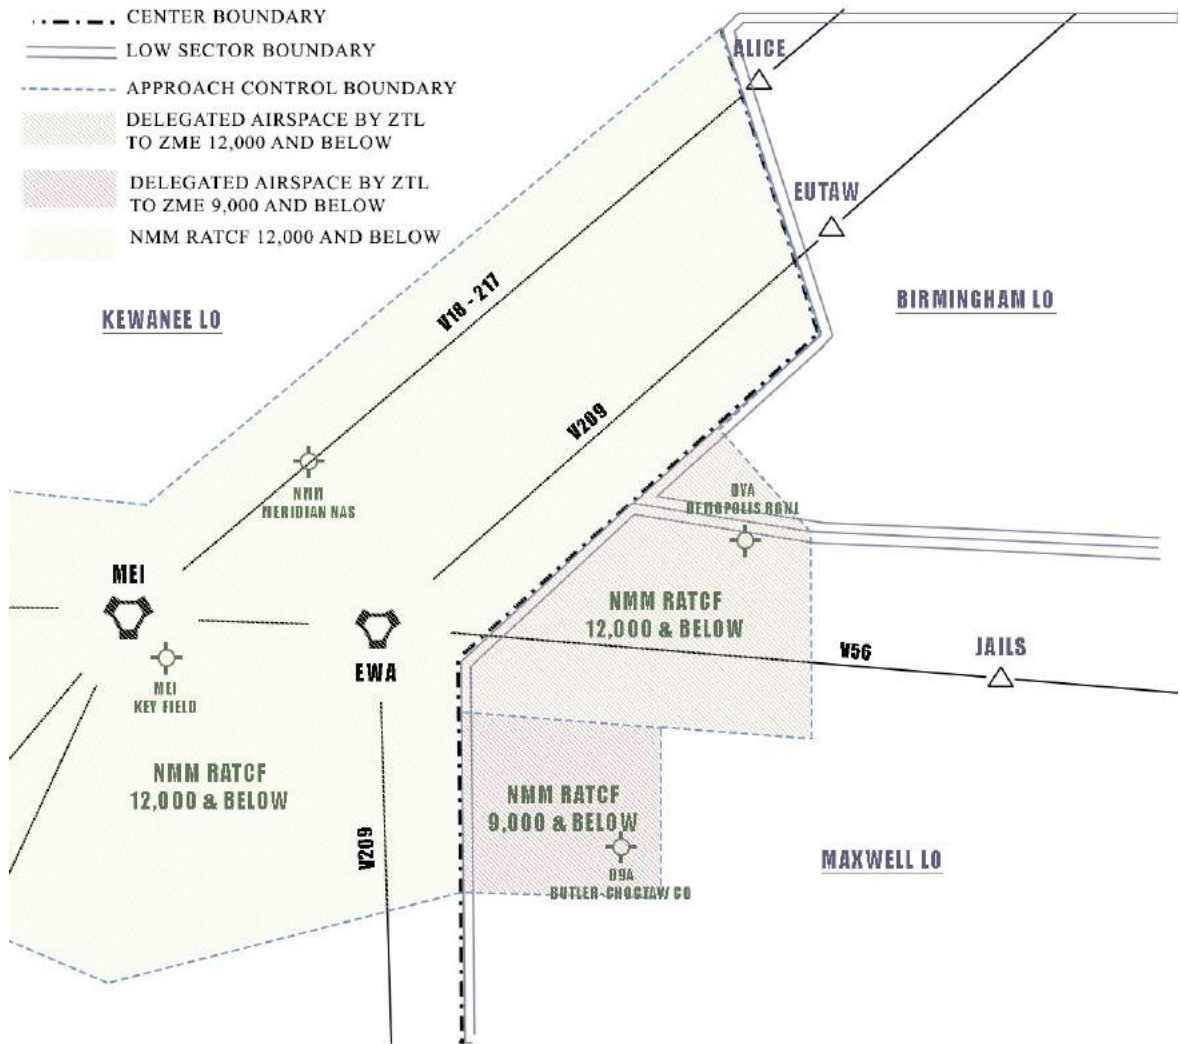 CENTER BOUNDARY
LOW SECTOR BOUNDARY
APPROACH CONTROL BOUNDARY
DELEGATED AIRSPACE BY ZTL
TO ZME 12,000 AND BELOW
DELEGATED AIRSPACE BY ZTL
TO ZME 9,000 AND BELOW
NMM RATCF 12,000 AND BELOW
ALICE
EUTAW
KEWANEE LO
V18 - 217
BIRMINGHAM LO
V209
NMM
MERIDIAN NAS
DYA
DEMOPOLIS RGNL
MEI
NMM RATCF
12,000 & BELOW
EWA
V56
JAILS
MEI
KEY FIELD
NMM RATCF
12,000 & BELOW
NMM RATCF
9,000 & BELOW
V209
09A
BUTLER-CHOCTAW CO
MAXWELL LO